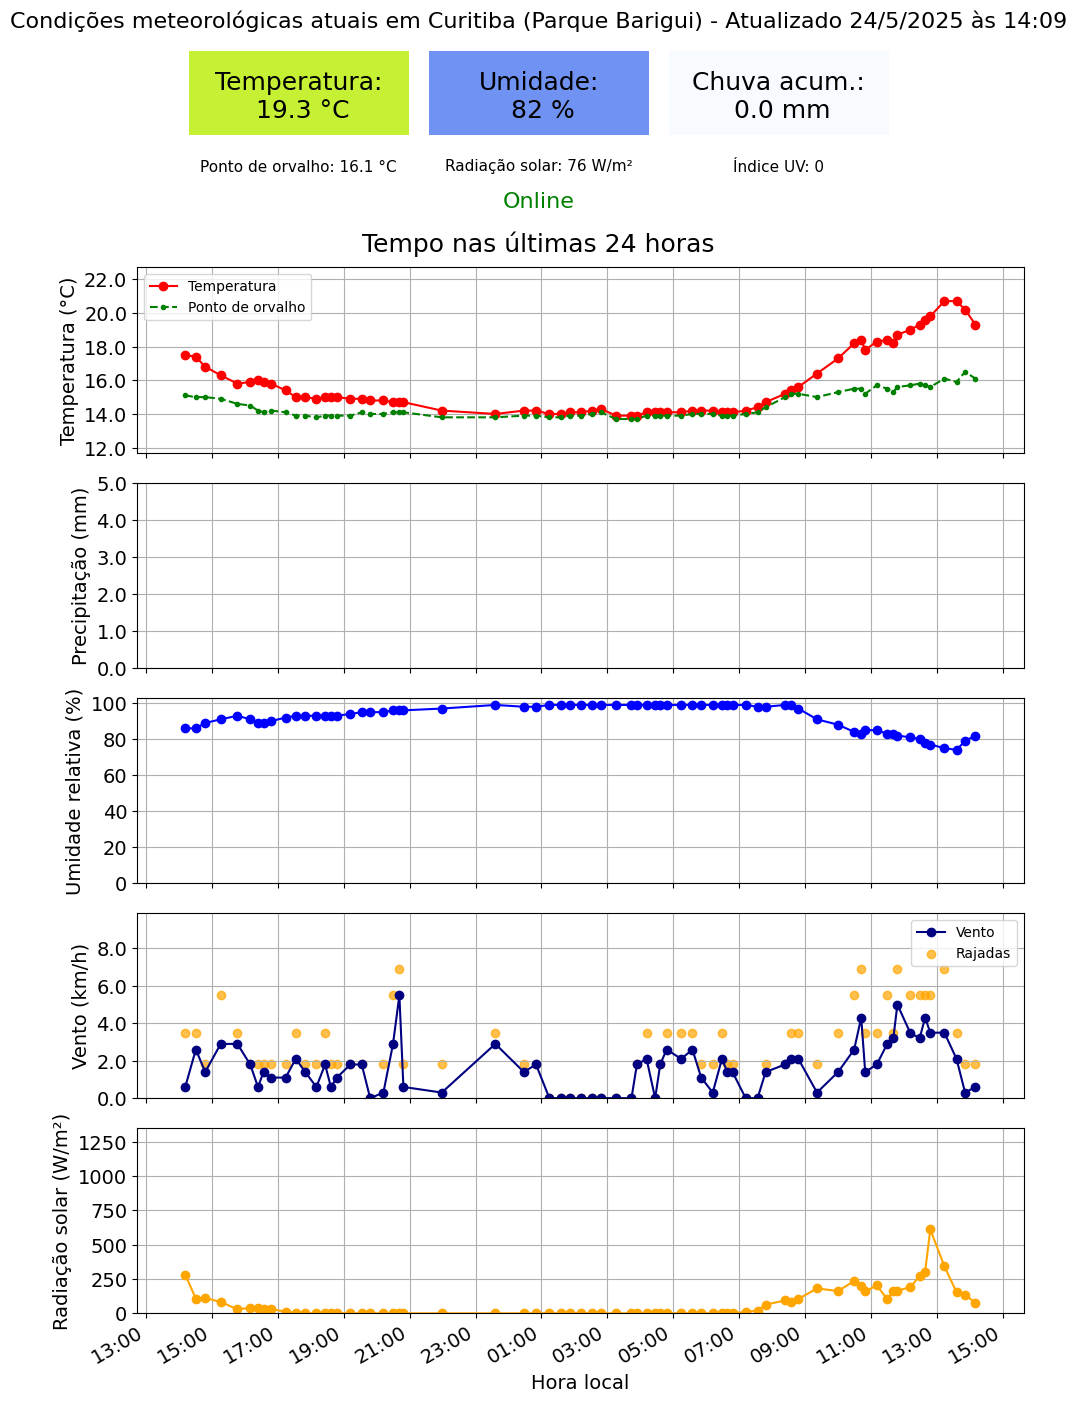 Condições meteorológicas atuais em Curitiba (Parque Barigui) - Atualizado 24/5/2025 às 14:09
Temperatura:
19.3 °C
Umidade:
82 %
Chuva acum.:
0.0 mm
Ponto de orvalho: 16.1 °C
Radiação solar: 76 W/m²
Índice UV: 0
Online
Tempo nas últimas 24 horas
Temperatura (°C)
22.0
20.0
18.0
16.0
14.0
12.0
Temperatura
Ponto de orvalho
Precipitação (mm)
5.0
4.0
3.0
2.0
1.0
0.0
Umidade relativa (%)
100
80
60
40
20
0
Vento (km/h)
8.0
6.0
4.0
2.0
0.0
Vento
Rajadas
Radiação solar (W/m²)
1250
1000
750
500
250
0
13:00
15:00
17:00
19:00
21:00
23:00
01:00
03:00
05:00
07:00
09:00
11:00
13:00
15:00
Hora local